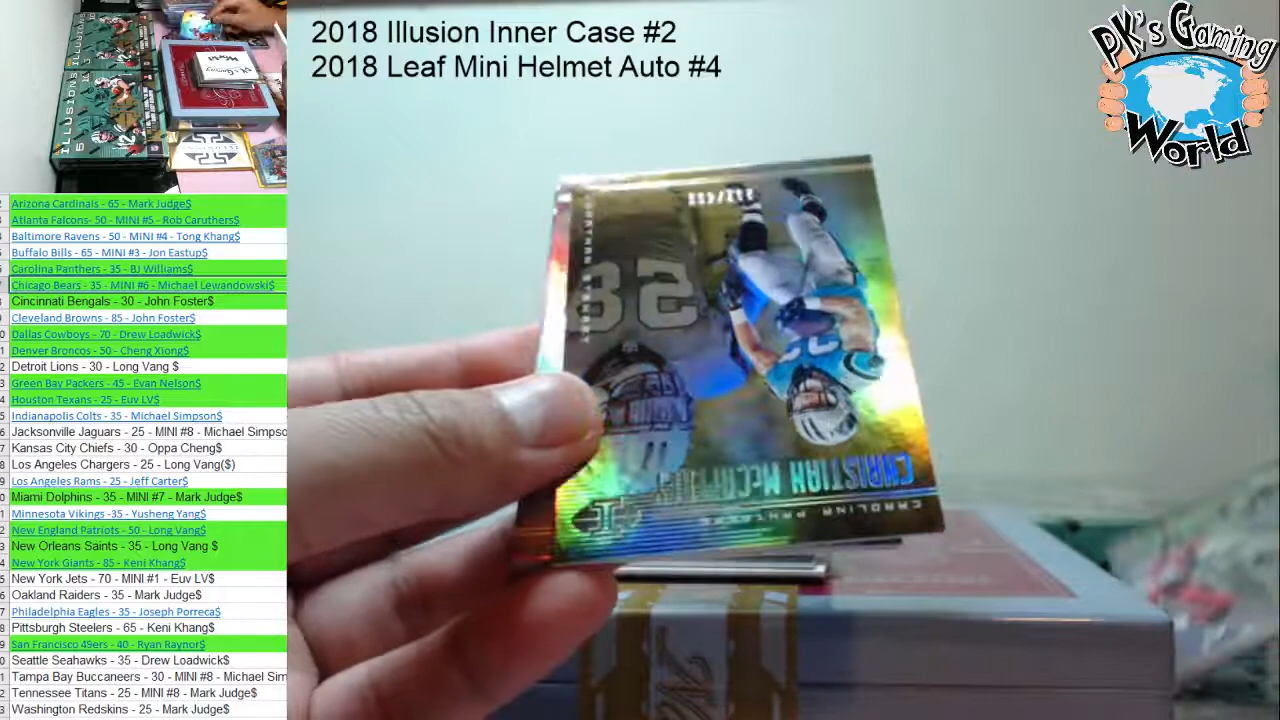 2018 Illusion Inner Case #2
2018 Leaf Mini Helmet Auto #4
PK's Gaming
World
ILLUSIONS
ILLUSIONS
Arizona Cardinals - 65 - Mark Judge$
Atlanta Falcons- 50 - MINI #5 - Rob Caruthers$
Baltimore Ravens - 50 - MINI #4 - Tong Khang$
Buffalo Bills - 65 - MINI #3 - Jon Eastup$
Carolina Panthers - 35 - BJ Williams$
Chicago Bears - 35 - MINI #6 - Michael Lewandowski$
Cincinnati Bengals - 30 - John Foster$
Cleveland Browns - 85 - John Foster$
Dallas Cowboys - 70 - Drew Loadwick$
Denver Broncos - 50 - Cheng Xiong$
Detroit Lions - 30 - Long Vang $
Green Bay Packers - 45 - Evan Nelson$
Houston Texans - 25 - Euv LV$
Indianapolis Colts - 35 - Michael Simpson$
Jacksonville Jaguars - 25 - MINI #8 - Michael Simpso
Kansas City Chiefs - 30 - Oppa Cheng$
Los Angeles Chargers - 25 - Long Vang($)
Los Angeles Rams - 25 - Jeff Carter$
Miami Dolphins - 35 - MINI #7 - Mark Judge$
Minnesota Vikings -35 - Yusheng Yang$
New England Patriots - 50 - Long Vang$
New Orleans Saints - 35 - Long Vang $
New York Giants - 85 - Keni Khang$
New York Jets - 70 - MINI #1 - Euv LV$
Oakland Raiders - 35 - Mark Judge$
Philadelphia Eagles - 35 - Joseph Porreca$
Pittsburgh Steelers - 65 - Keni Khang$
San Francisco 49ers - 40 - Ryan Raynor$
Seattle Seahawks - 35 - Drew Loadwick$
Tampa Bay Buccaneers - 30 - MINI #8 - Michael Sim
Tennessee Titans - 25 - MINI #8 - Mark Judge$
Washington Redskins - 25 - Mark Judge$
CAROLINA PANTHERS
CHRISTIAN McCAFFREY
JONATHAN STEWART
28